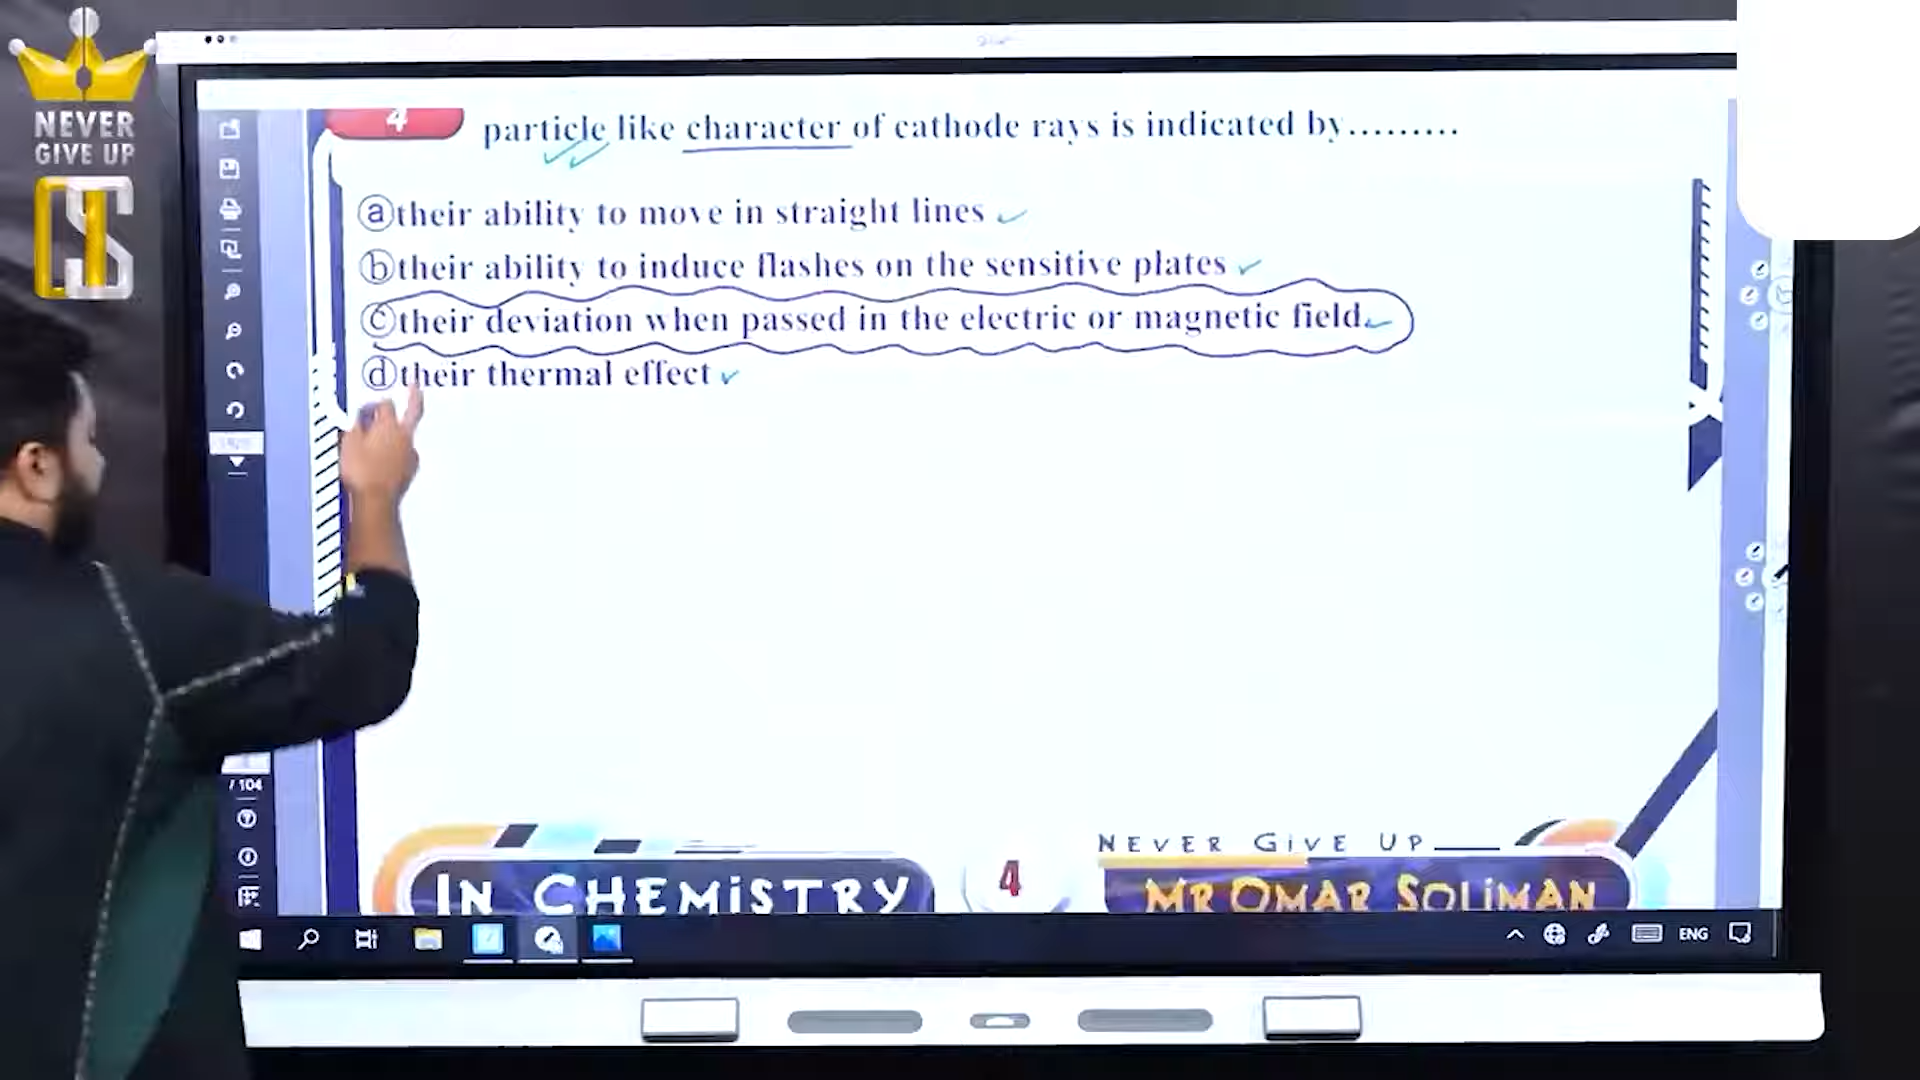 NEVER
GIVE UP
4
particle like character of cathode rays is indicated by.........
ⓐtheir ability to move in straight lines
ⓑtheir ability to induce flashes on the sensitive plates
ⓒtheir deviation when passed in the electric or magnetic field.
ⓓtheir thermal effect
/ 104
NEVER GIVE UP
IN CHEMISTRY
4
MR OMAR SOLIMAN
ENG